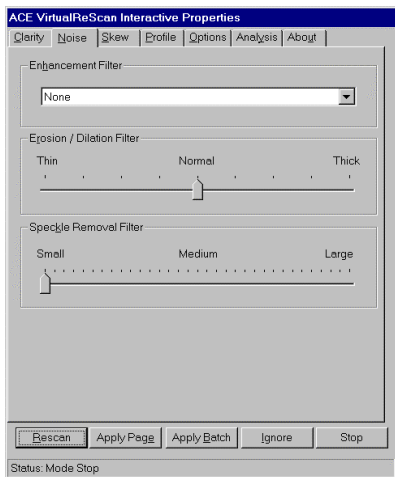 ACE VirtualReScan Interactive Properties
Clarity Noise Skew Profile Options Analysis About
Enhancement Filter
None
Erosion / Dilation Filter
Thin Normal Thick
Speckle Removal Filter
Small Medium Large
Rescan Apply Page Apply Batch Ignore Stop
Status: Mode Stop